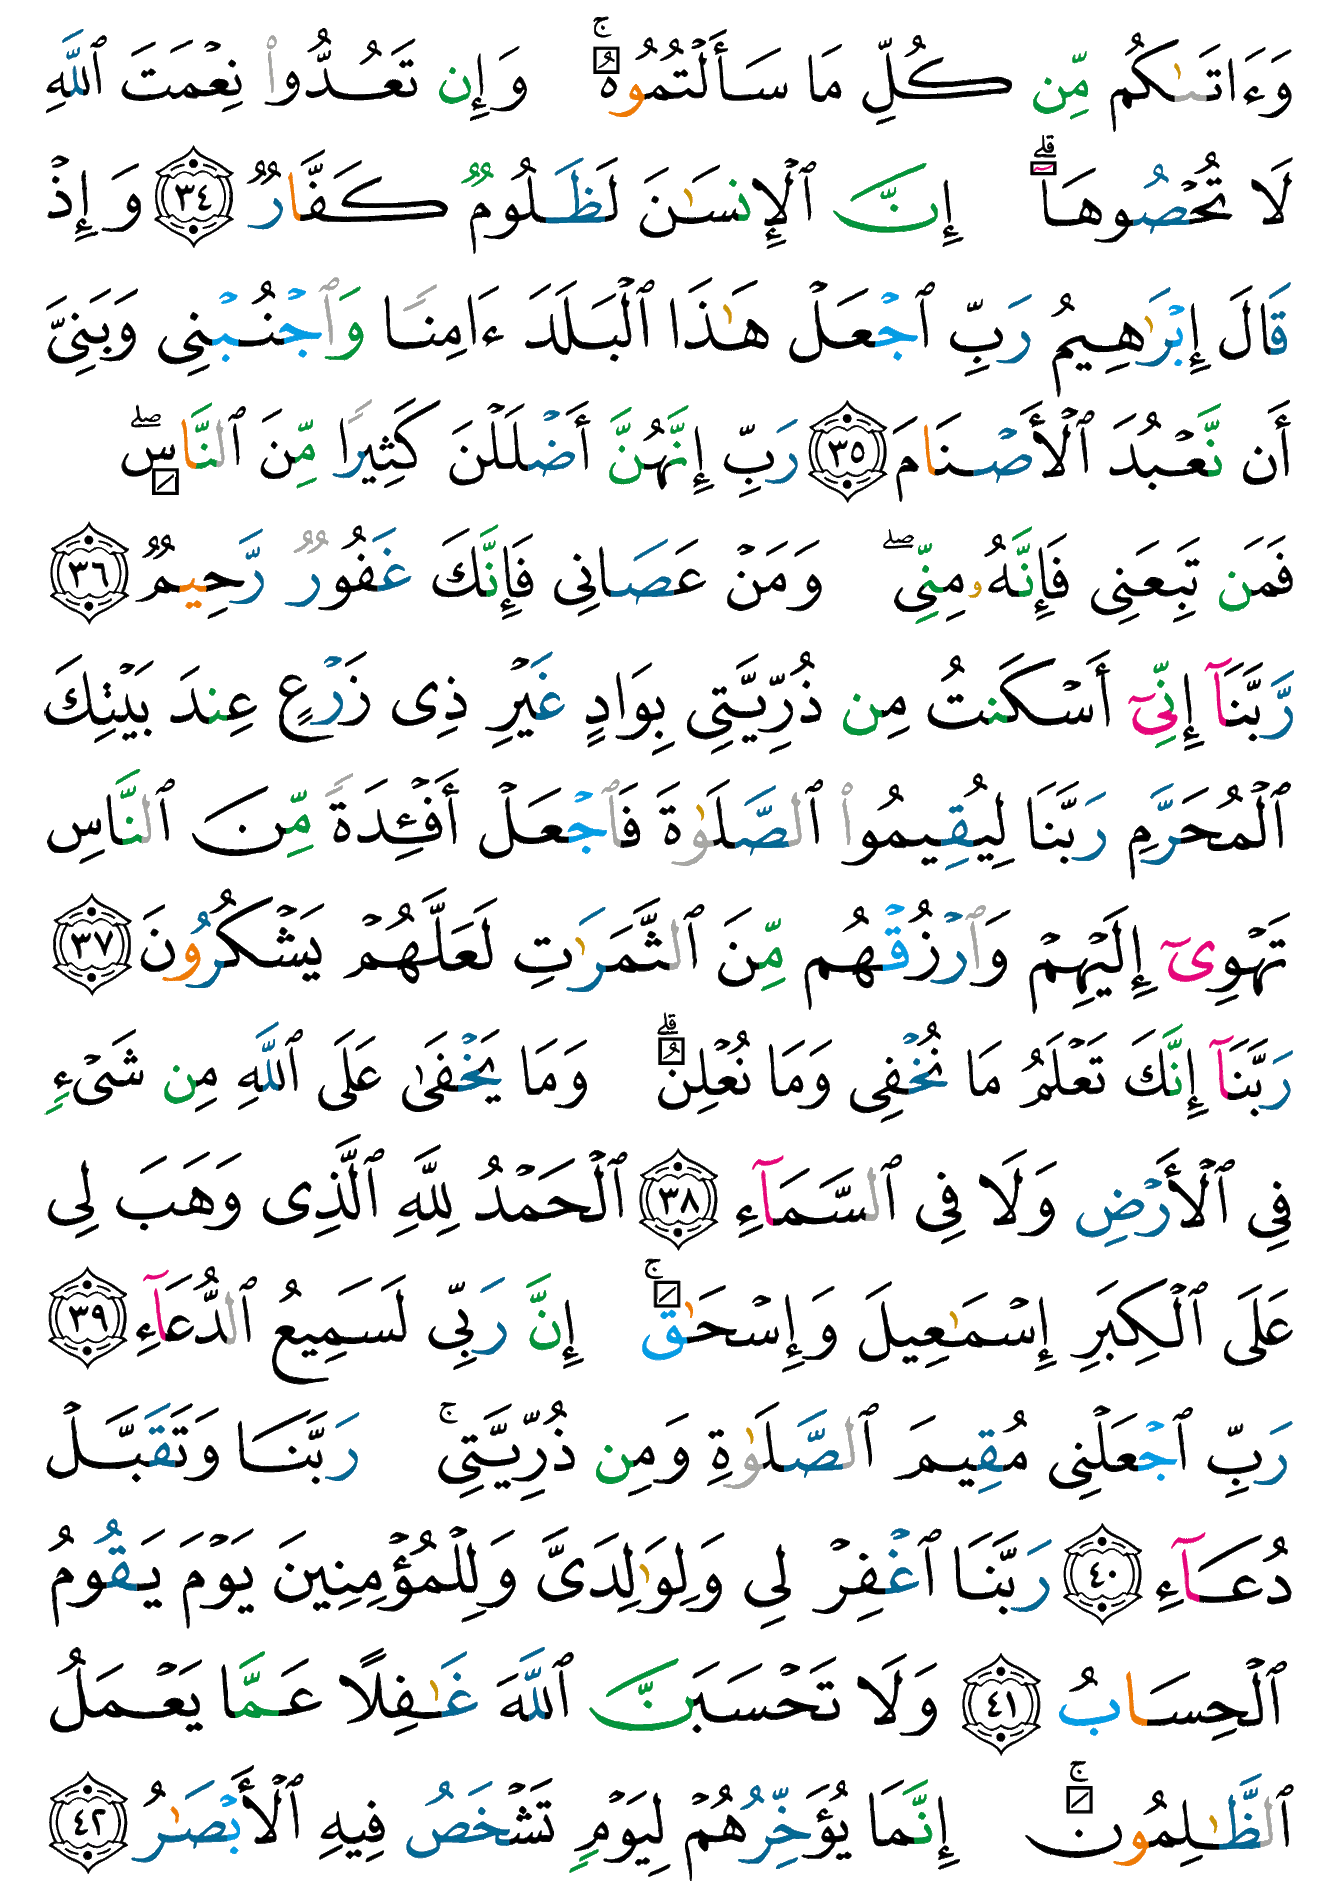 وَءَاتَىٰكُم مِّن كُلِّ مَا سَأَلۡتُمُوهُۚ وَإِن تَعُدُّواْ نِعۡمَتَ ٱللَّهِ
لَا تُحۡصُوهَاۗ إِنَّ ٱلۡإِنسَٰنَ لَظَلُومٞ كَفَّارٞ ٣٤ وَإِذۡ
قَالَ إِبۡرَٰهِيمُ رَبِّ ٱجۡعَلۡ هَٰذَا ٱلۡبَلَدَ ءَامِنٗا وَٱجۡنُبۡنِي وَبَنِيَّ
أَن نَّعۡبُدَ ٱلۡأَصۡنَامَ ٣٥ رَبِّ إِنَّهُنَّ أَضۡلَلۡنَ كَثِيرٗا مِّنَ ٱلنَّاسِۖ
فَمَن تَبِعَنِي فَإِنَّهُۥ مِنِّيۖ وَمَنۡ عَصَانِي فَإِنَّكَ غَفُورٞ رَّحِيمٞ ٣٦
رَّبَّنَآ إِنِّيٓ أَسۡكَنتُ مِن ذُرِّيَّتِي بِوَادٍ غَيۡرِ ذِي زَرۡعٍ عِندَ بَيۡتِكَ
ٱلۡمُحَرَّمِ رَبَّنَا لِيُقِيمُواْ ٱلصَّلَوٰةَ فَٱجۡعَلۡ أَفۡـِٔدَةٗ مِّنَ ٱلنَّاسِ
تَهۡوِيٓ إِلَيۡهِمۡ وَٱرۡزُقۡهُم مِّنَ ٱلثَّمَرَٰتِ لَعَلَّهُمۡ يَشۡكُرُونَ ٣٧
رَبَّنَآ إِنَّكَ تَعۡلَمُ مَا نُخۡفِي وَمَا نُعۡلِنُۗ وَمَا يَخۡفَىٰ عَلَى ٱللَّهِ مِن شَيۡءٖ
فِي ٱلۡأَرۡضِ وَلَا فِي ٱلسَّمَآءِ ٣٨ ٱلۡحَمۡدُ لِلَّهِ ٱلَّذِي وَهَبَ لِي
عَلَى ٱلۡكِبَرِ إِسۡمَٰعِيلَ وَإِسۡحَٰقَۚ إِنَّ رَبِّي لَسَمِيعُ ٱلدُّعَآءِ ٣٩
رَبِّ ٱجۡعَلۡنِي مُقِيمَ ٱلصَّلَوٰةِ وَمِن ذُرِّيَّتِيۚ رَبَّنَا وَتَقَبَّلۡ
دُعَآءِ ٤٠ رَبَّنَا ٱغۡفِرۡ لِي وَلِوَٰلِدَيَّ وَلِلۡمُؤۡمِنِينَ يَوۡمَ يَقُومُ
ٱلۡحِسَابُ ٤١ وَلَا تَحۡسَبَنَّ ٱللَّهَ غَٰفِلًا عَمَّا يَعۡمَلُ
ٱلظَّٰلِمُونَۚ إِنَّمَا يُؤَخِّرُهُمۡ لِيَوۡمٖ تَشۡخَصُ فِيهِ ٱلۡأَبۡصَٰرُ ٤٢